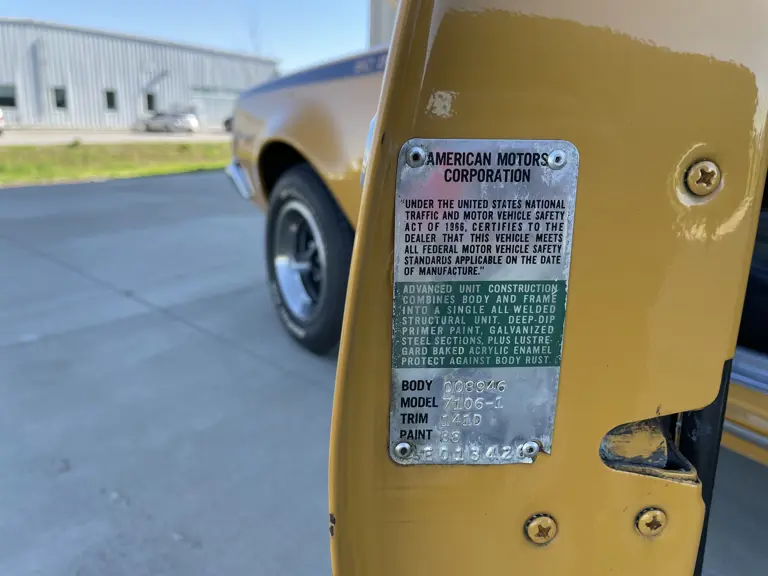 AMERICAN MOTORS
CORPORATION
"UNDER THE UNITED STATES NATIONAL
TRAFFIC AND MOTOR VEHICLE SAFETY
ACT OF 1966, CERTIFIES TO THE
DEALER THAT THIS VEHICLE MEETS
ALL FEDERAL MOTOR VEHICLE SAFETY
STANDARDS APPLICABLE ON THE DATE
OF MANUFACTURE."
ADVANCED UNIT CONSTRUCTION
COMBINES BODY AND FRAME
INTO A SINGLE ALL WELDED
STRUCTURAL UNIT. DEEP-DIP
PRIMER PAINT, GALVANIZED
STEEL SECTIONS, PLUS LUSTRE-
GARD BAKED ACRYLIC ENAMEL
PROTECT AGAINST BODY RUST.
BODY 008946
MODEL 7106-1
TRIM 141D
PAINT